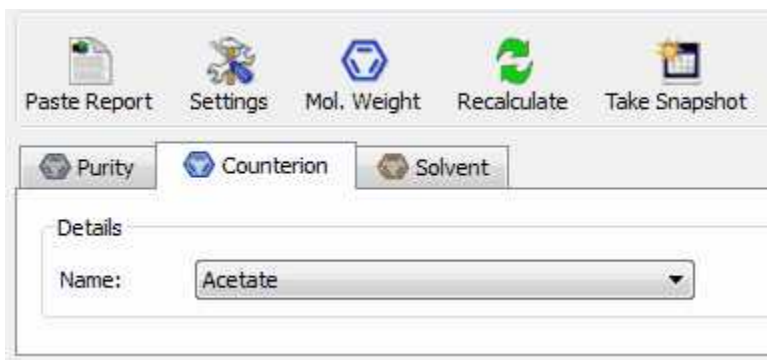 Paste Report Settings Mol. Weight Recalculate Take Snapshot
Purity Counterion Solvent
Details
Name: Acetate